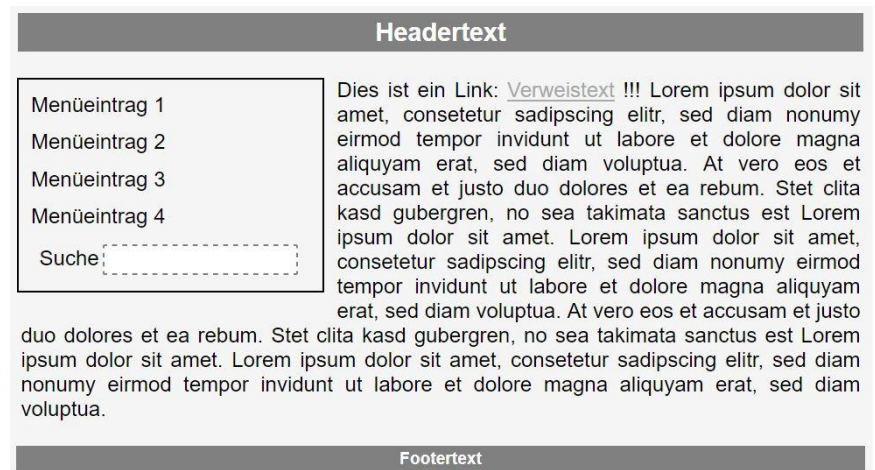 Headertext
Menüeintrag 1
Menüeintrag 2
Menüeintrag 3
Menüeintrag 4
Suche
Dies ist ein Link: Verweistext !!! Lorem ipsum dolor sit
amet, consetetur sadipscing elitr, sed diam nonumy
eirmod tempor invidunt ut labore et dolore magna
aliquyam erat, sed diam voluptua. At vero eos et
accusam et justo duo dolores et ea rebum. Stet clita
kasd gubergren, no sea takimata sanctus est Lorem
ipsum dolor sit amet. Lorem ipsum dolor sit amet,
consetetur sadipscing elitr, sed diam nonumy eirmod
tempor invidunt ut labore et dolore magna aliquyam
erat, sed diam voluptua. At vero eos et accusam et justo
duo dolores et ea rebum. Stet clita kasd gubergren, no sea takimata sanctus est Lorem
ipsum dolor sit amet. Lorem ipsum dolor sit amet, consetetur sadipscing elitr, sed diam
nonumy eirmod tempor invidunt ut labore et dolore magna aliquyam erat, sed diam
voluptua.
Footertext